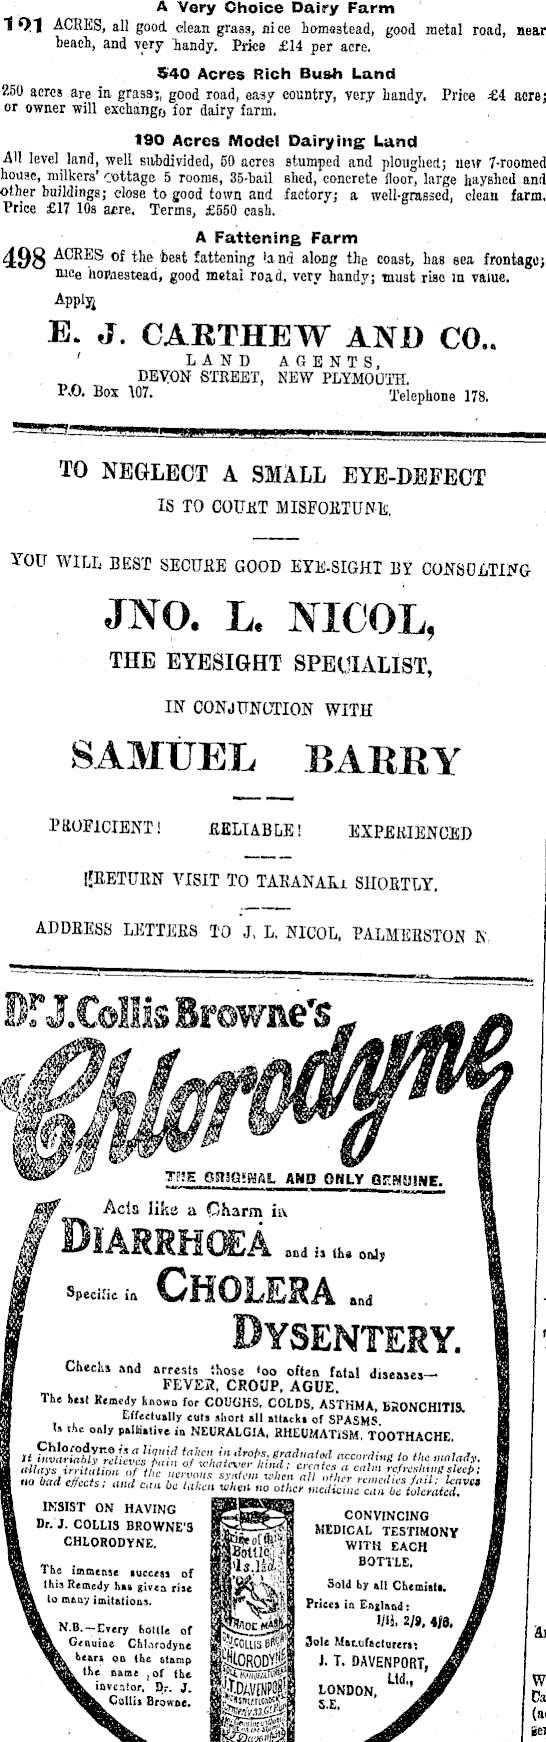 A Very Choice Dairy Farm
191 ACRES, all good clean grass, nice homestead, good metal road, near
beach, and very handy. Price £14 per acre.
540 Acres Rich Bush Land
250 acres are in grass; good road, easy country, very handy. Price £4 acre;
or owner will exchange for dairy farm.
190 Acres Model Dairying Land
All level land, well subdivided, 50 acres stumped and ploughed; new 7-roomed
house, milkers' cottage 5 rooms, 35-bail shed, concrete floor, large hayshed and
other buildings; close to good town and factory; a well-grassed, clean farm.
Price £17 10s acre. Terms, £550 cash.
A Fattening Farm
498 ACRES of the best fattening land along the coast, has sea frontage;
nice homestead, good metal road, very handy; must rise in value.
Apply
E. J. CARTHEW AND CO.,
LAND AGENTS,
DEVON STREET, NEW PLYMOUTH.
P.O. Box 107. Telephone 178.
TO NEGLECT A SMALL EYE-DEFECT
IS TO COURT MISFORTUNE.
YOU WILL BEST SECURE GOOD EYE-SIGHT BY CONSULTING
JNO. L. NICOL,
THE EYESIGHT SPECIALIST,
IN CONJUNCTION WITH
SAMUEL BARRY
PROFICIENT! RELIABLE! EXPERIENCED
RETURN VISIT TO TARANAKI SHORTLY.
ADDRESS LETTERS TO J. L. NICOL, PALMERSTON N
Dr. J. Collis Browne's
Chlorodyne
THE ORIGINAL AND ONLY GENUINE.
Acts like a Charm in
DIARRHŒA and is the only
Specific in CHOLERA and
DYSENTERY.
Checks and arrests those too often fatal diseases—
FEVER, CROUP, AGUE.
The best Remedy known for COUGHS, COLDS, ASTHMA, BRONCHITIS.
Effectually cuts short all attacks of SPASMS.
Is the only palliative in NEURALGIA, RHEUMATISM, TOOTHACHE.
Chlorodyne is a liquid taken in drops, graduated according to the malady.
It invariably relieves pain of whatever kind; creates a calm refreshing sleep;
allays irritation of the nervous system when all other remedies fail; leaves
no bad effects; and can be taken when no other medicine can be tolerated.
INSIST ON HAVING
Dr. J. COLLIS BROWNE'S
CHLORODYNE.
The immense success of
this Remedy has given rise
to many imitations.
N.B.—Every bottle of
Genuine Chlorodyne
bears on the stamp
the name of the
inventor, Dr. J.
Collis Browne.
Price of the
Bottle
1s. 1½d.
TRADE MARK
COLLIS BRO
CHLORODYNE
J.T. DAVENPORT
CONVINCING
MEDICAL TESTIMONY
WITH EACH
BOTTLE.
Sold by all Chemists.
Prices in England:
1/1½, 2/9, 4/6.
Sole Manufacturers:
J. T. DAVENPORT,
Ltd.,
LONDON,
S.E.